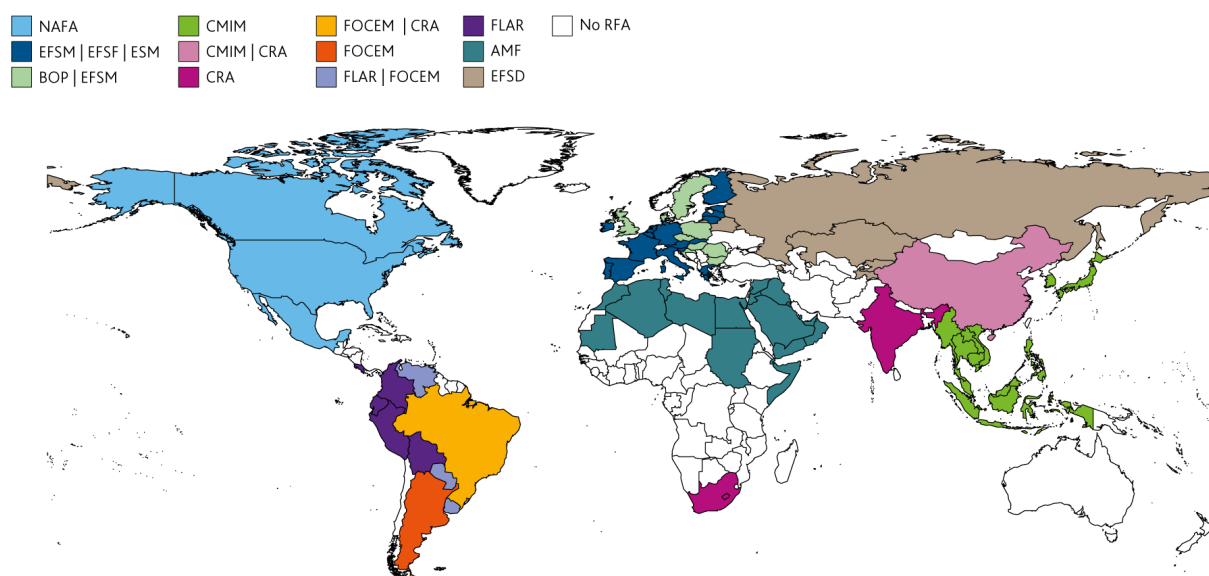 NAFA
EFSM | EFSF | ESM
BOP | EFSM
CMIM
CMIM | CRA
CRA
FOCEM | CRA
FOCEM
FLAR | FOCEM
FLAR
AMF
EFSD
No RFA